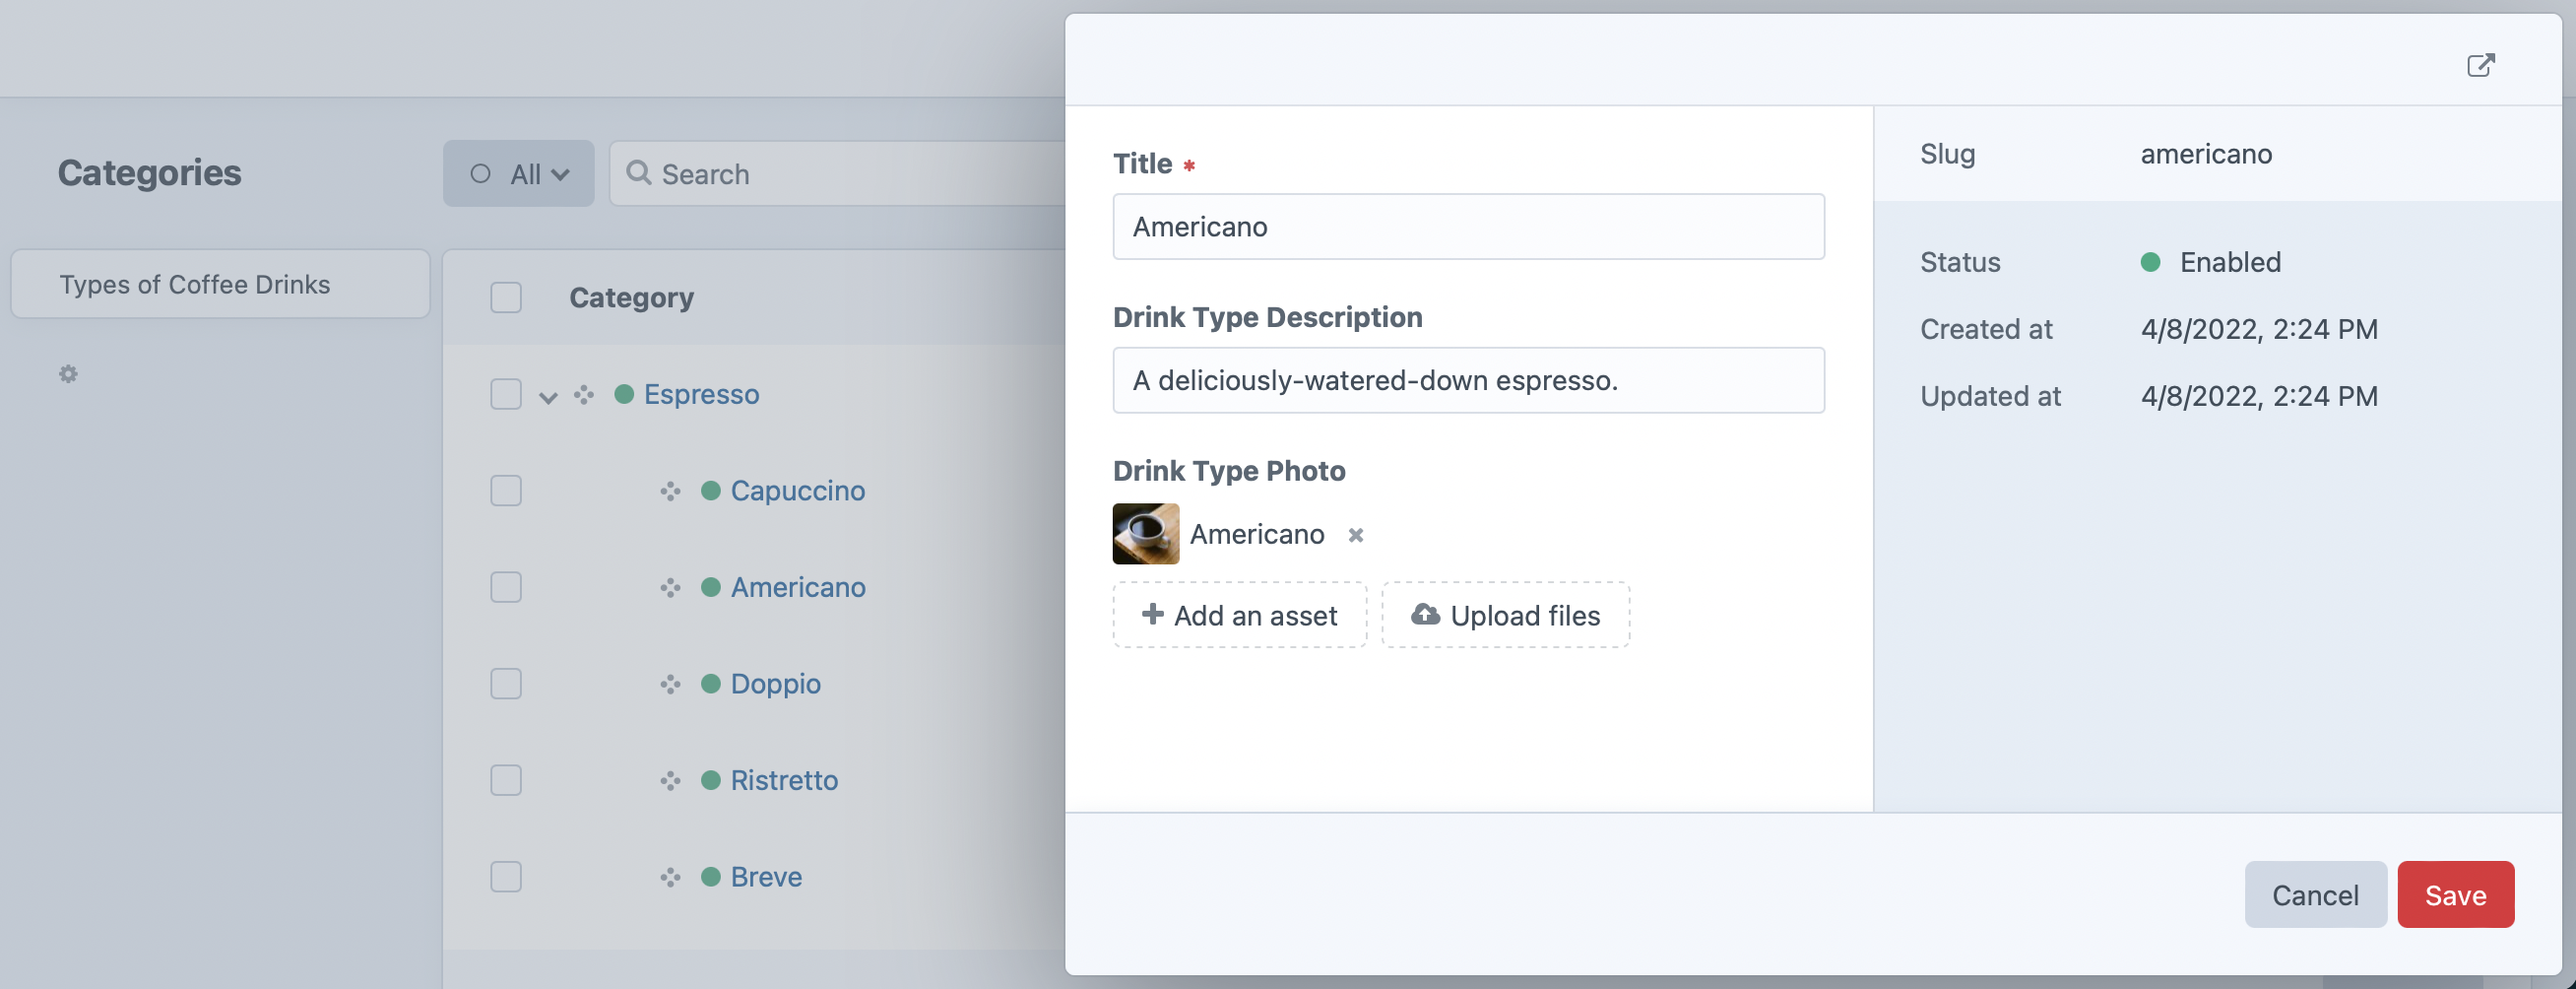 Categories
All
Search
Types of Coffee Drinks
Category
Espresso
Capuccino
Americano
Doppio
Ristretto
Breve
Title *
Americano
Drink Type Description
A deliciously-watered-down espresso.
Drink Type Photo
Americano
Add an asset
Upload files
Slug americano
Status Enabled
Created at 4/8/2022, 2:24 PM
Updated at 4/8/2022, 2:24 PM
Cancel Save